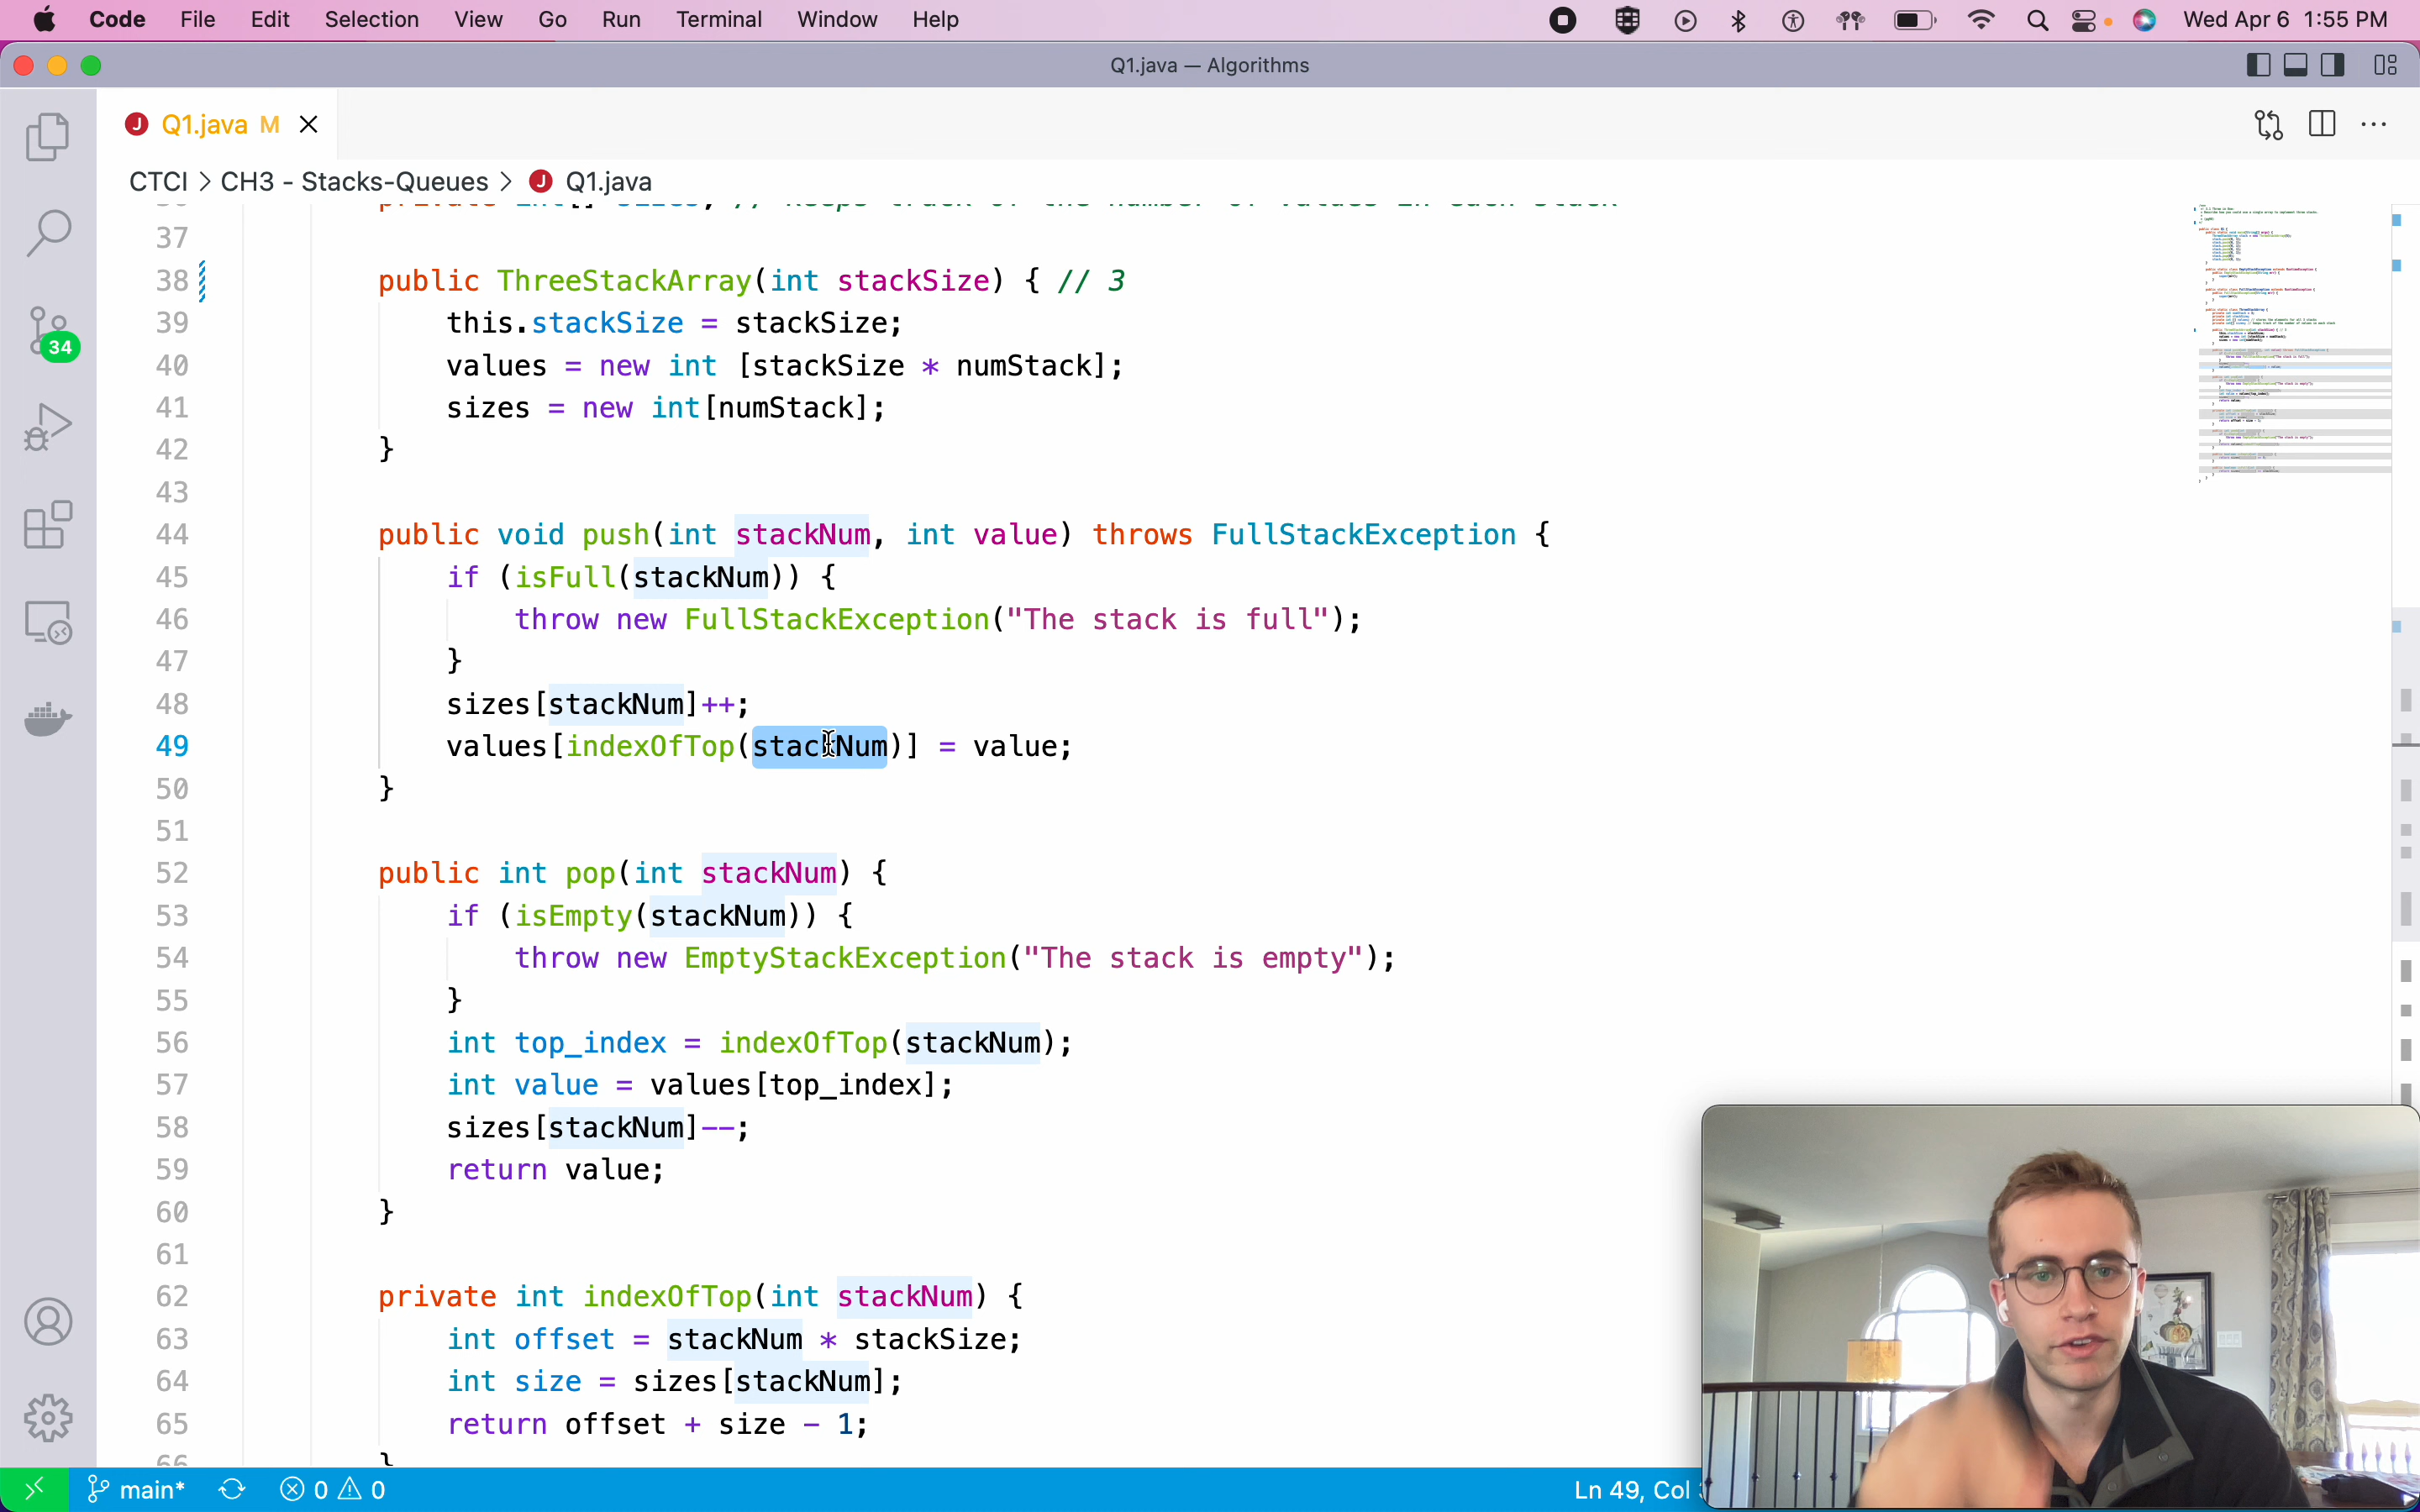 Code File Edit Selection View Go Run Terminal Window Help Wed Apr 6 1:55 PM
Q1.java — Algorithms
J Q1.java M
CTCI > CH3 - Stacks-Queues > J Q1.java
37
38 public ThreeStackArray(int stackSize) { // 3
39 this.stackSize = stackSize;
40 values = new int [stackSize * numStack];
41 sizes = new int[numStack];
42 }
43
44 public void push(int stackNum, int value) throws FullStackException {
45 if (isFull(stackNum)) {
46 throw new FullStackException("The stack is full");
47 }
48 sizes[stackNum]++;
49 values[indexOfTop(stackNum)] = value;
50 }
51
52 public int pop(int stackNum) {
53 if (isEmpty(stackNum)) {
54 throw new EmptyStackException("The stack is empty");
55 }
56 int top_index = indexOfTop(stackNum);
57 int value = values[top_index];
58 sizes[stackNum]--;
59 return value;
60 }
61
62 private int indexOfTop(int stackNum) {
63 int offset = stackNum * stackSize;
64 int size = sizes[stackNum];
65 return offset + size - 1;
66 }
34
main* 0 0 Ln 49, Col